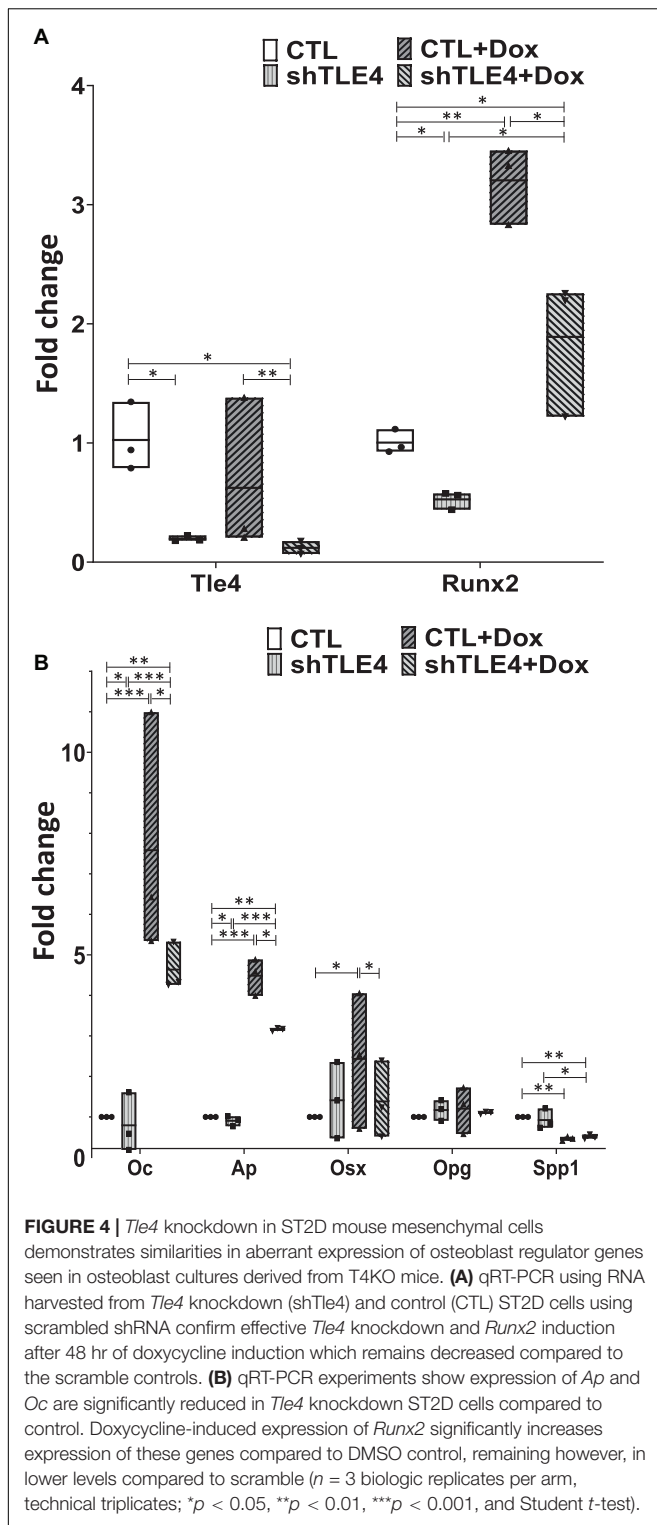 A
CTL
CTL+Dox
shTLE4
shTLE4+Dox
Fold change
4
3
2
1
0
*
**
* *
* *
*
* **
Tle4 Runx2
B
CTL
CTL+Dox
shTLE4
shTLE4+Dox
Fold change
10
5
0
**
* ***
*** *
**
* ***
*** *
* *
**
*
**
Oc Ap Osx Opg Spp1
FIGURE 4 | Tle4 knockdown in ST2D mouse mesenchymal cells
demonstrates similarities in aberrant expression of osteoblast regulator genes
seen in osteoblast cultures derived from T4KO mice. (A) qRT-PCR using RNA
harvested from Tle4 knockdown (shTle4) and control (CTL) ST2D cells using
scrambled shRNA confirm effective Tle4 knockdown and Runx2 induction
after 48 hr of doxycycline induction which remains decreased compared to
the scramble controls. (B) qRT-PCR experiments show expression of Ap and
Oc are significantly reduced in Tle4 knockdown ST2D cells compared to
control. Doxycycline-induced expression of Runx2 significantly increases
expression of these genes compared to DMSO control, remaining however, in
lower levels compared to scramble (n = 3 biologic replicates per arm,
technical triplicates; *p < 0.05, **p < 0.01, ***p < 0.001, and Student t-test).